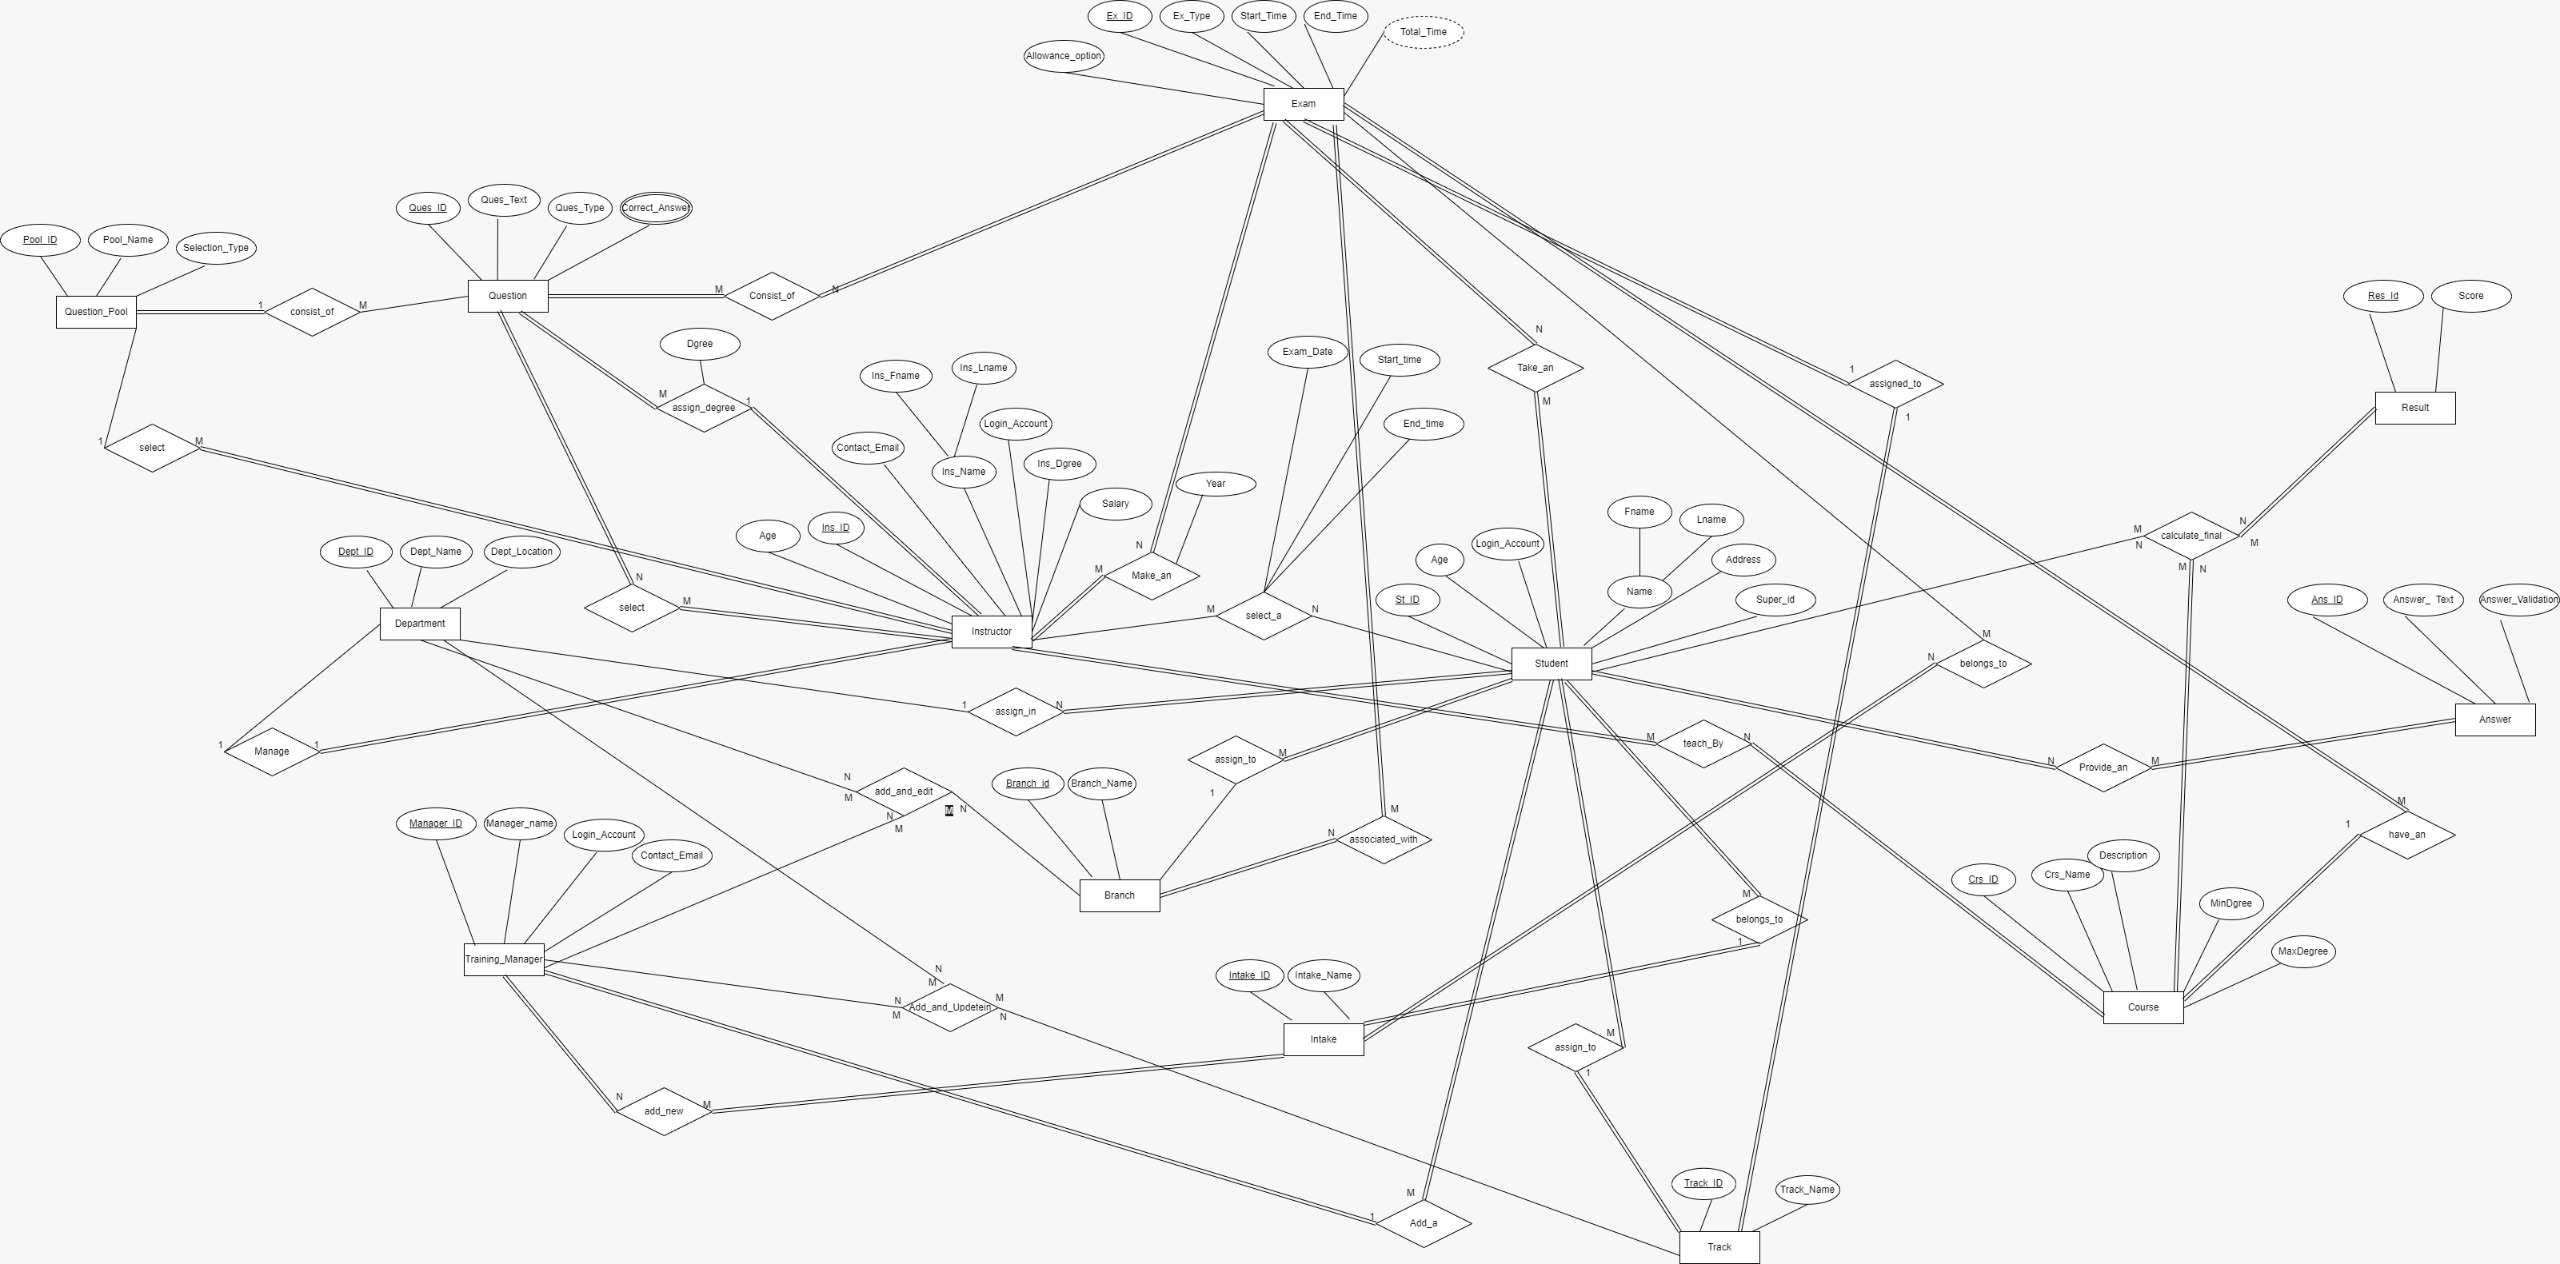 Ex_ID
Ex_Type
Start_Time
End_Time
Total_Time
Allowance_option
Exam
Ques_ID
Ques_Text
Ques_Type
Correct_Answer
Pool_ID
Pool_Name
Selection_Type
Question_Pool
1
consist_of
M
Question
M
Consist_of
N
Res_Id
Score
Result
Dgree
M
assign_degree
1
1
select
M
Ins_Fname
Ins_Lname
Contact_Email
Login_Account
Ins_Name
Ins_Dgree
Salary
Age
Ins_ID
Year
Exam_Date
Start_time
End_time
N
Take_an
M
1
assigned_to
1
N
M
Make_an
Dept_ID
Dept_Name
Dept_Location
Department
N
select
M
Instructor
M
select_a
N
Age
Login_Account
Fname
Lname
Address
St_ID
Name
Super_id
Student
M
N
calculate_final
N
M
M
N
Ans_ID
Answer_ Text
Answer_Validation
Answer
M
N
belongs_to
1
assign_in
N
1
Manage
1
M
teach_By
N
N
Provide_an
M
assign_to
M
1
N
M
add_and_edit
N
M
M
N
Branch_id
Branch_Name
Branch
M
N
associated_with
M
1
have_an
Manager_ID
Manager_name
Login_Account
Contact_Email
Training_Manager
Crs_ID
Crs_Name
Description
MinDgree
MaxDegree
Course
M
belongs_to
1
N
M
N
M
Add_and_Updetein
M
N
Intake_ID
Intake_Name
Intake
M
assign_to
1
N
add_new
M
M
1
Add_a
Track_ID
Track_Name
Track